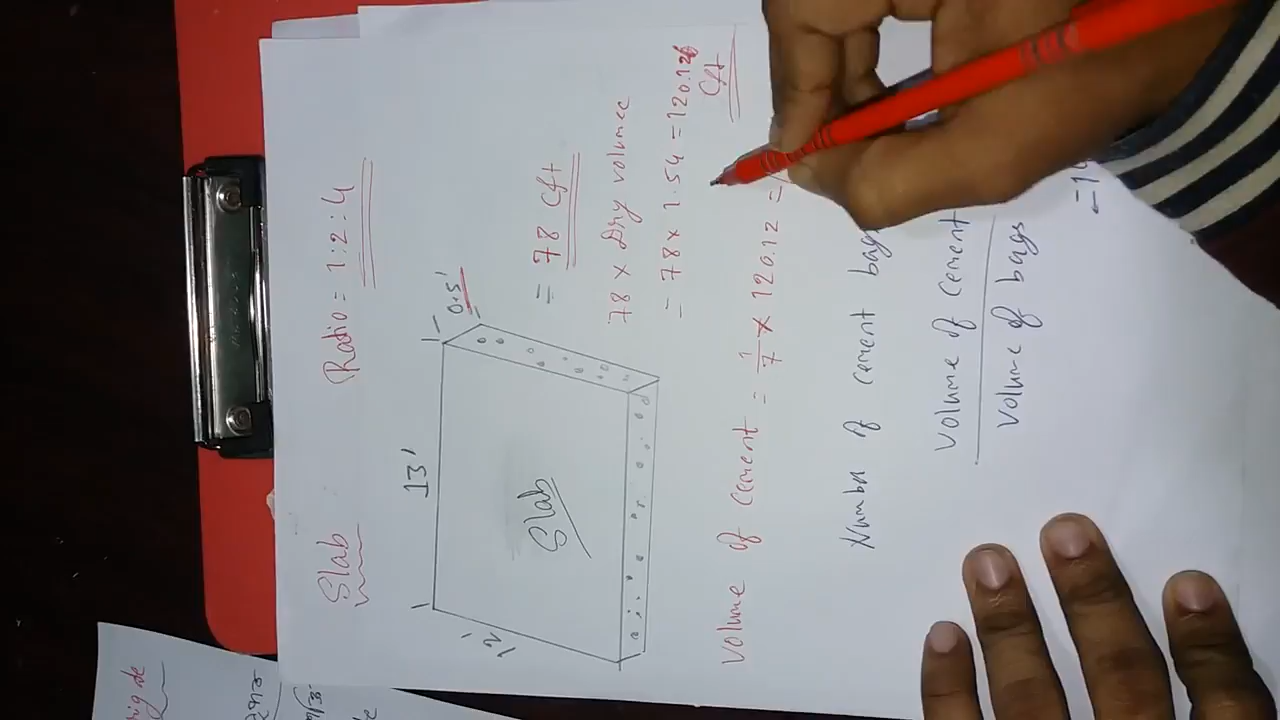 Slab Ratio = 1:2:4
13'
0.5'
12'
Slab
= 78 Cft
78 × Dry volumec
= 78 × 1.54 = 120.12
Cft
Volume of cement = 1/7 × 120.12 =
Number of cement bags
Volume of cement
Volume of bags